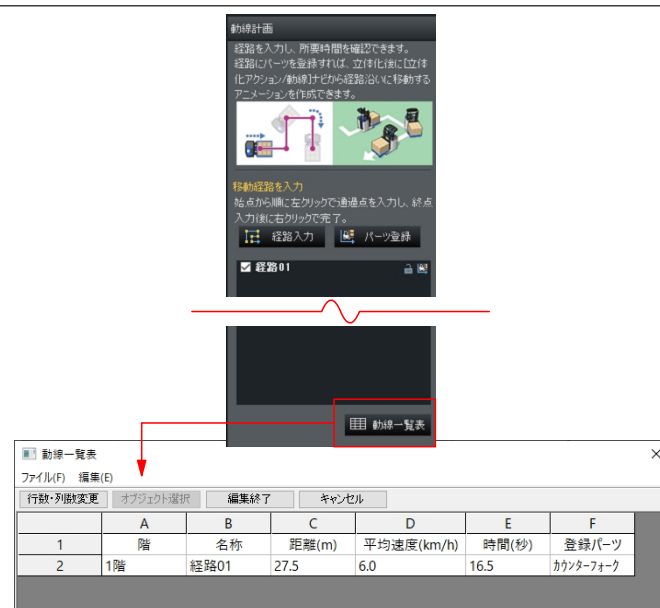 動線計画
経路を入力し、所要時間を確認できます。
経路にパーツを登録すれば、立体化後に[立体
化アクション/動線]ナビから経路沿いに移動する
アニメーションを作成できます。
移動経路を入力
始点から順に左クリックで通過点を入力し、終点
入力後に右クリックで完了。
経路入力 パーツ登録
経路01
動線一覧表
動線一覧表
ファイル(F) 編集(E)
行数・列数変更 オブジェクト選択 編集終了 キャンセル
A B C D E F
1 階 名称 距離(m) 平均速度(km/h) 時間(秒) 登録パーツ
2 1階 経路01 27.5 6.0 16.5 ｶｳﾝﾀｰﾌｫｰｸ